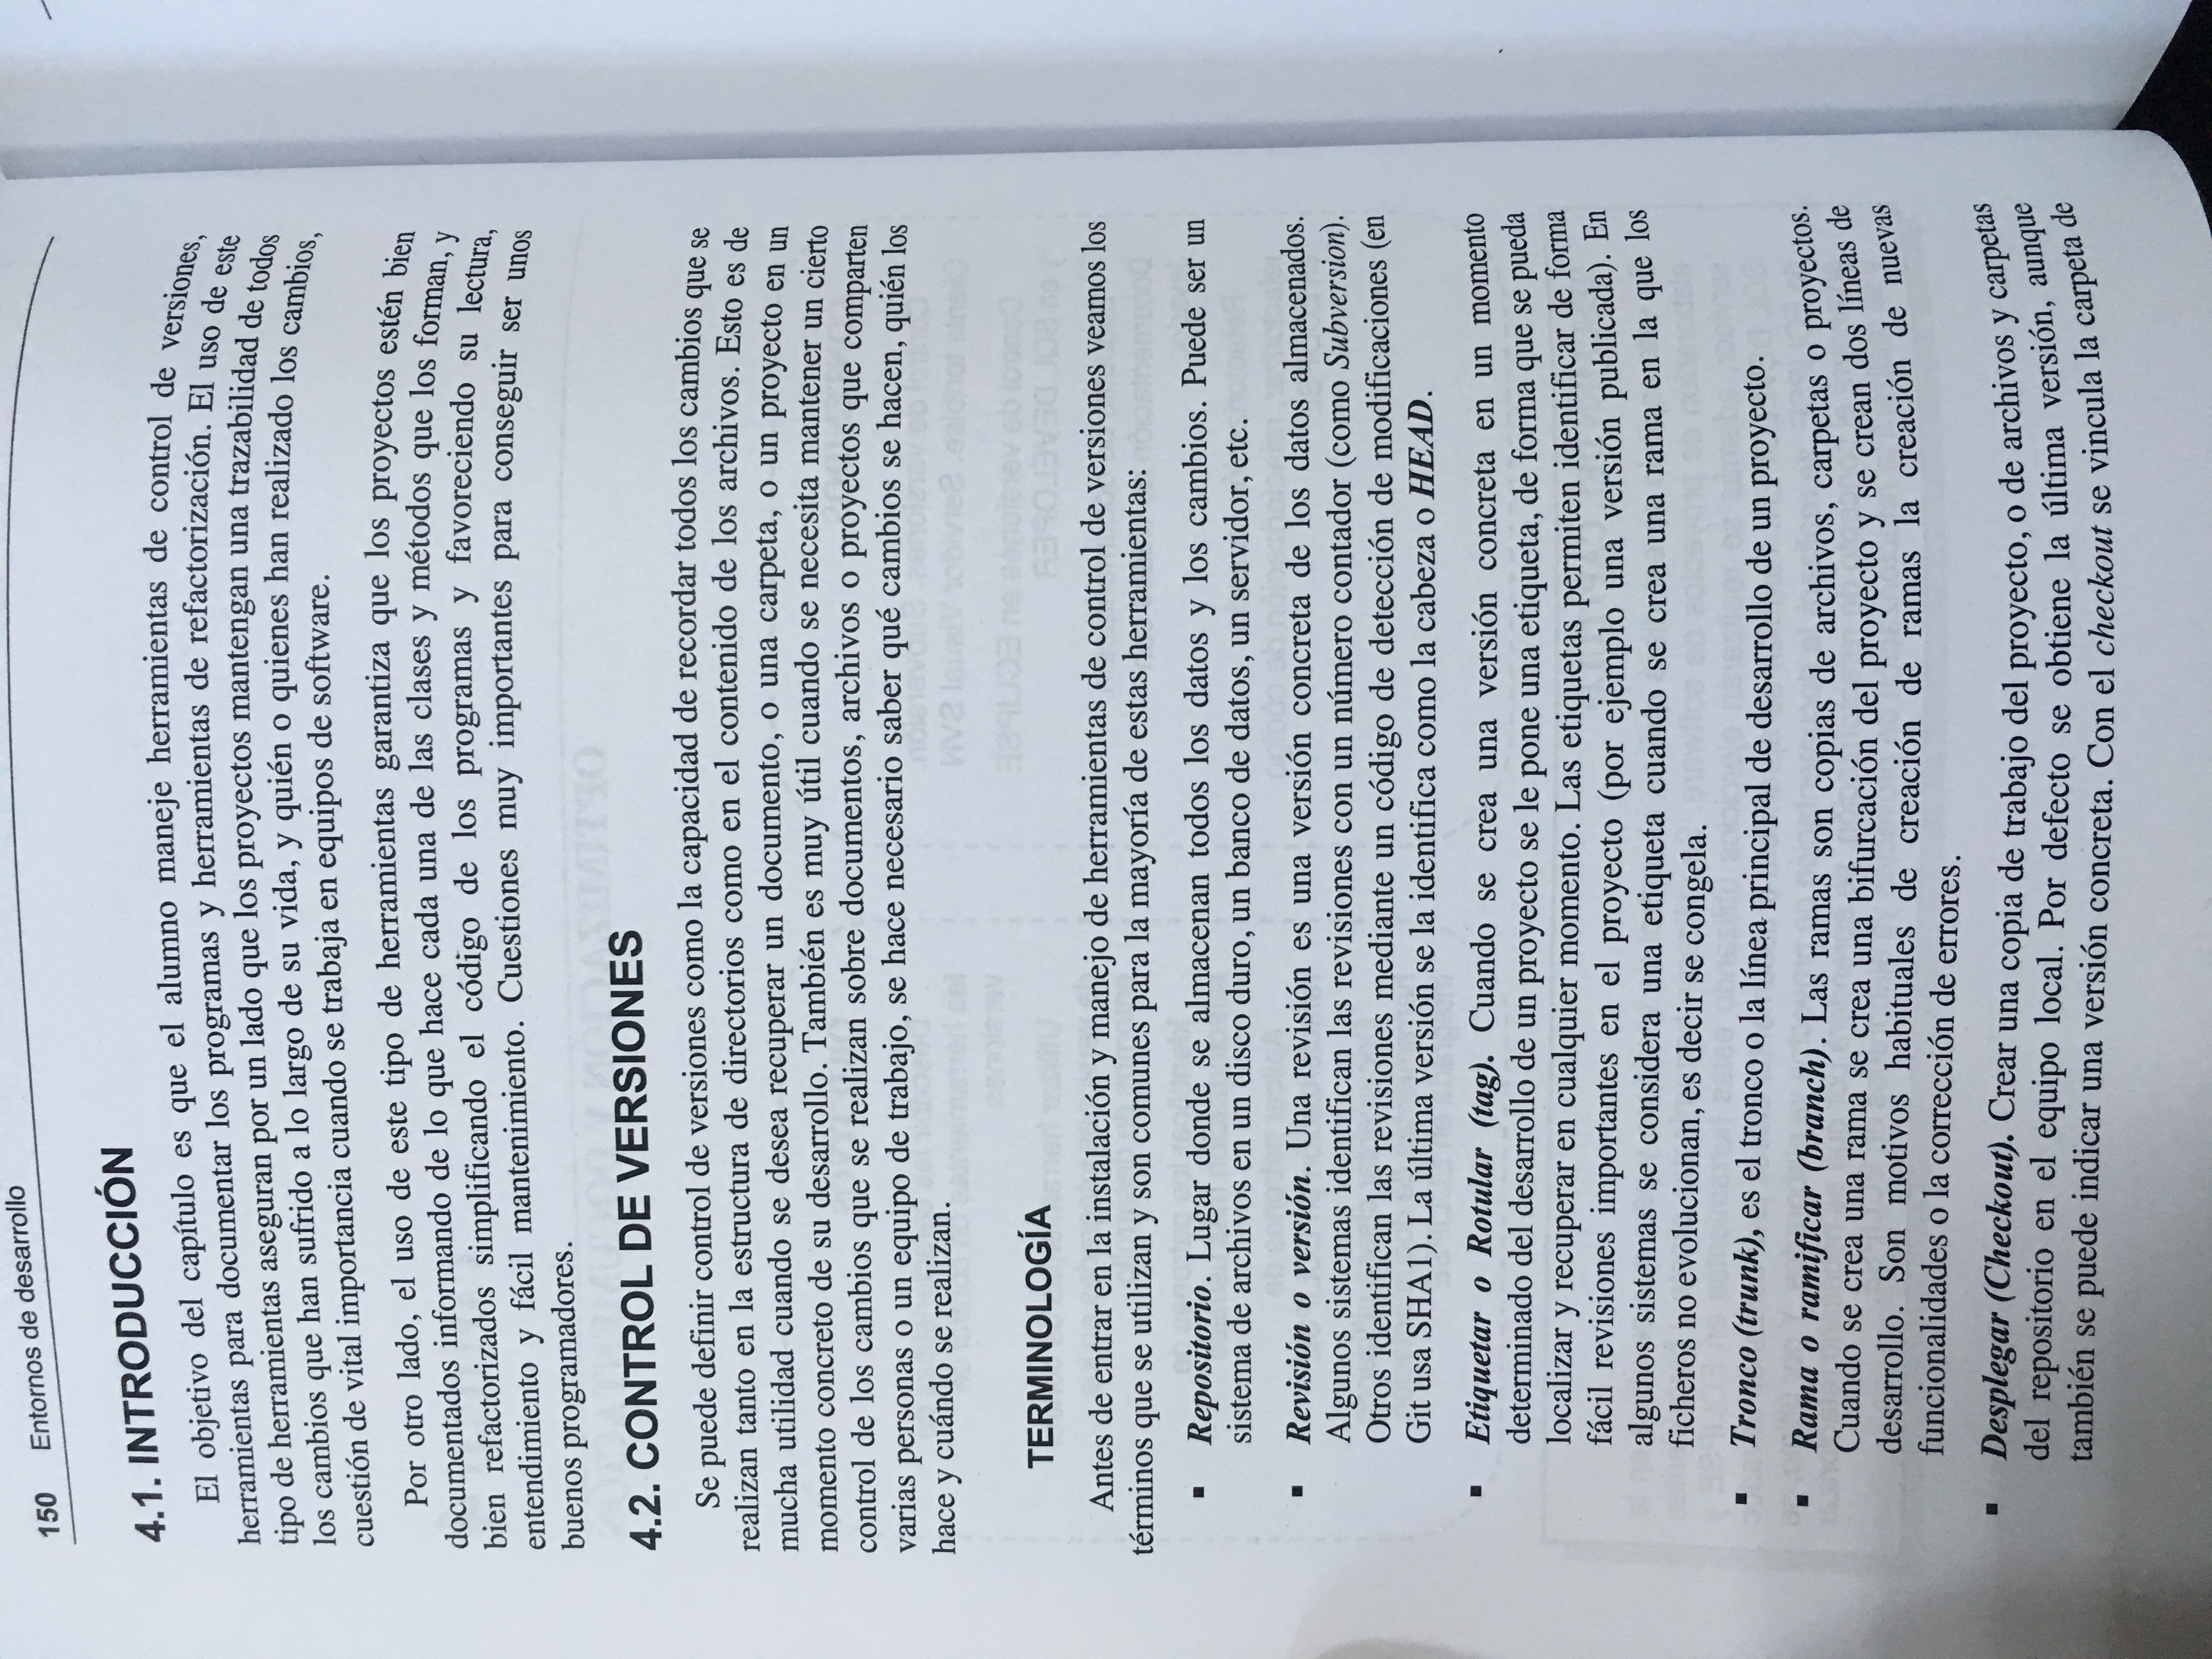 150 Entornos de desarrollo
4.1. INTRODUCCIÓN
El objetivo del capítulo es que el alumno maneje herramientas de control de versiones,
herramientas para documentar los programas y herramientas de refactorización. El uso de este
tipo de herramientas aseguran por un lado que los proyectos mantengan una trazabilidad de todos
los cambios que han sufrido a lo largo de su vida, y quién o quienes han realizado los cambios,
cuestión de vital importancia cuando se trabaja en equipos de software.
Por otro lado, el uso de este tipo de herramientas garantiza que los proyectos estén bien
documentados informando de lo que hace cada una de las clases y métodos que los forman, y
bien refactorizados simplificando el código de los programas y favoreciendo su lectura,
entendimiento y fácil mantenimiento. Cuestiones muy importantes para conseguir ser unos
buenos programadores.
4.2. CONTROL DE VERSIONES
Se puede definir control de versiones como la capacidad de recordar todos los cambios que se
realizan tanto en la estructura de directorios como en el contenido de los archivos. Esto es de
mucha utilidad cuando se desea recuperar un documento, o una carpeta, o un proyecto en un
momento concreto de su desarrollo. También es muy útil cuando se necesita mantener un cierto
control de los cambios que se realizan sobre documentos, archivos o proyectos que comparten
varias personas o un equipo de trabajo, se hace necesario saber qué cambios se hacen, quién los
hace y cuándo se realizan.
TERMINOLOGÍA
Antes de entrar en la instalación y manejo de herramientas de control de versiones veamos los
términos que se utilizan y son comunes para la mayoría de estas herramientas:
▪ Repositorio. Lugar donde se almacenan todos los datos y los cambios. Puede ser un
sistema de archivos en un disco duro, un banco de datos, un servidor, etc.
▪ Revisión o versión. Una revisión es una versión concreta de los datos almacenados.
Algunos sistemas identifican las revisiones con un número contador (como Subversion).
Otros identifican las revisiones mediante un código de detección de modificaciones (en
Git usa SHA1). La última versión se la identifica como la cabeza o HEAD.
▪ Etiquetar o Rotular (tag). Cuando se crea una versión concreta en un momento
determinado del desarrollo de un proyecto se le pone una etiqueta, de forma que se pueda
localizar y recuperar en cualquier momento. Las etiquetas permiten identificar de forma
fácil revisiones importantes en el proyecto (por ejemplo una versión publicada). En
algunos sistemas se considera una etiqueta cuando se crea una rama en la que los
ficheros no evolucionan, es decir se congela.
▪ Tronco (trunk), es el tronco o la línea principal de desarrollo de un proyecto.
▪ Rama o ramificar (branch). Las ramas son copias de archivos, carpetas o proyectos.
Cuando se crea una rama se crea una bifurcación del proyecto y se crean dos líneas de
desarrollo. Son motivos habituales de creación de ramas la creación de nuevas
funcionalidades o la corrección de errores.
▪ Desplegar (Checkout). Crear una copia de trabajo del proyecto, o de archivos y carpetas
del repositorio en el equipo local. Por defecto se obtiene la última versión, aunque
también se puede indicar una versión concreta. Con el checkout se vincula la carpeta de